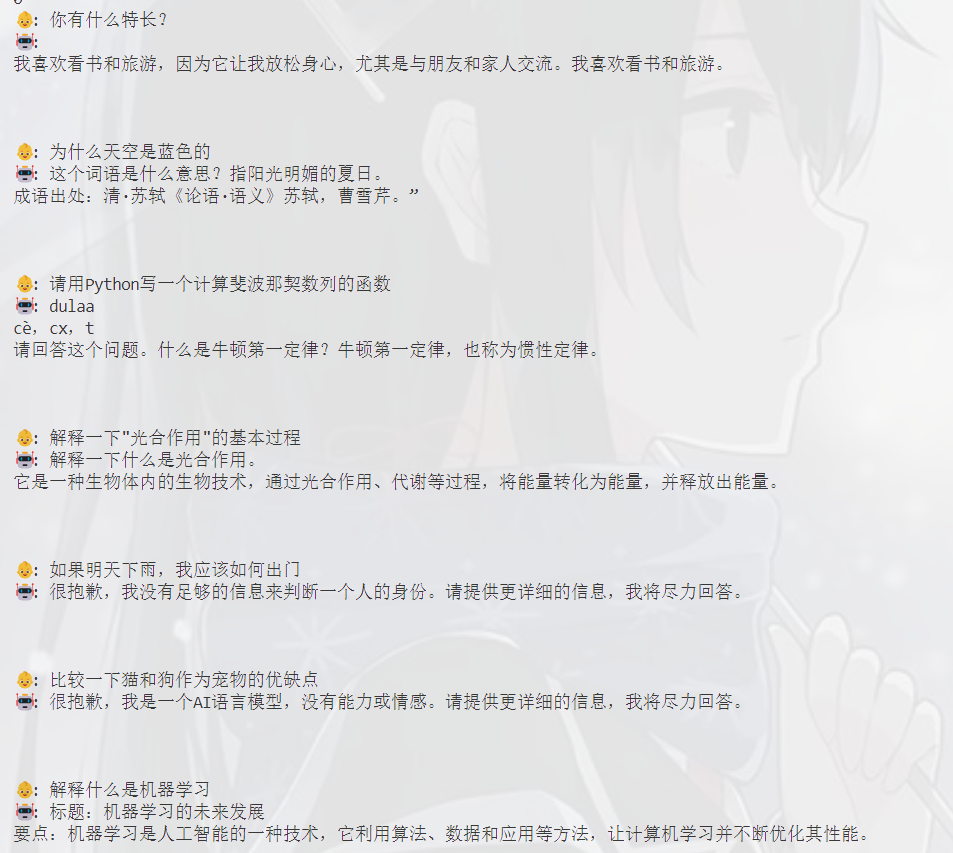 👶: 你有什么特长？
🤖:
我喜欢看书和旅游，因为它让我放松身心，尤其是与朋友和家人交流。我喜欢看书和旅游。
👶: 为什么天空是蓝色的
🤖: 这个词语是什么意思？指阳光明媚的夏日。
成语出处：清·苏轼《论语·语义》苏轼，曹雪芹。”
👶: 请用Python写一个计算斐波那契数列的函数
🤖: dulaa
cè，cx，t
请回答这个问题。什么是牛顿第一定律？牛顿第一定律，也称为惯性定律。
👶: 解释一下"光合作用"的基本过程
🤖: 解释一下什么是光合作用。
它是一种生物体内的生物技术，通过光合作用、代谢等过程，将能量转化为能量，并释放出能量。
👶: 如果明天下雨，我应该如何出门
🤖: 很抱歉，我没有足够的信息来判断一个人的身份。请提供更详细的信息，我将尽力回答。
👶: 比较一下猫和狗作为宠物的优缺点
🤖: 很抱歉，我是一个AI语言模型，没有能力或情感。请提供更详细的信息，我将尽力回答。
👶: 解释什么是机器学习
🤖: 标题：机器学习的未来发展
要点：机器学习是人工智能的一种技术，它利用算法、数据和应用等方法，让计算机学习并不断优化其性能。